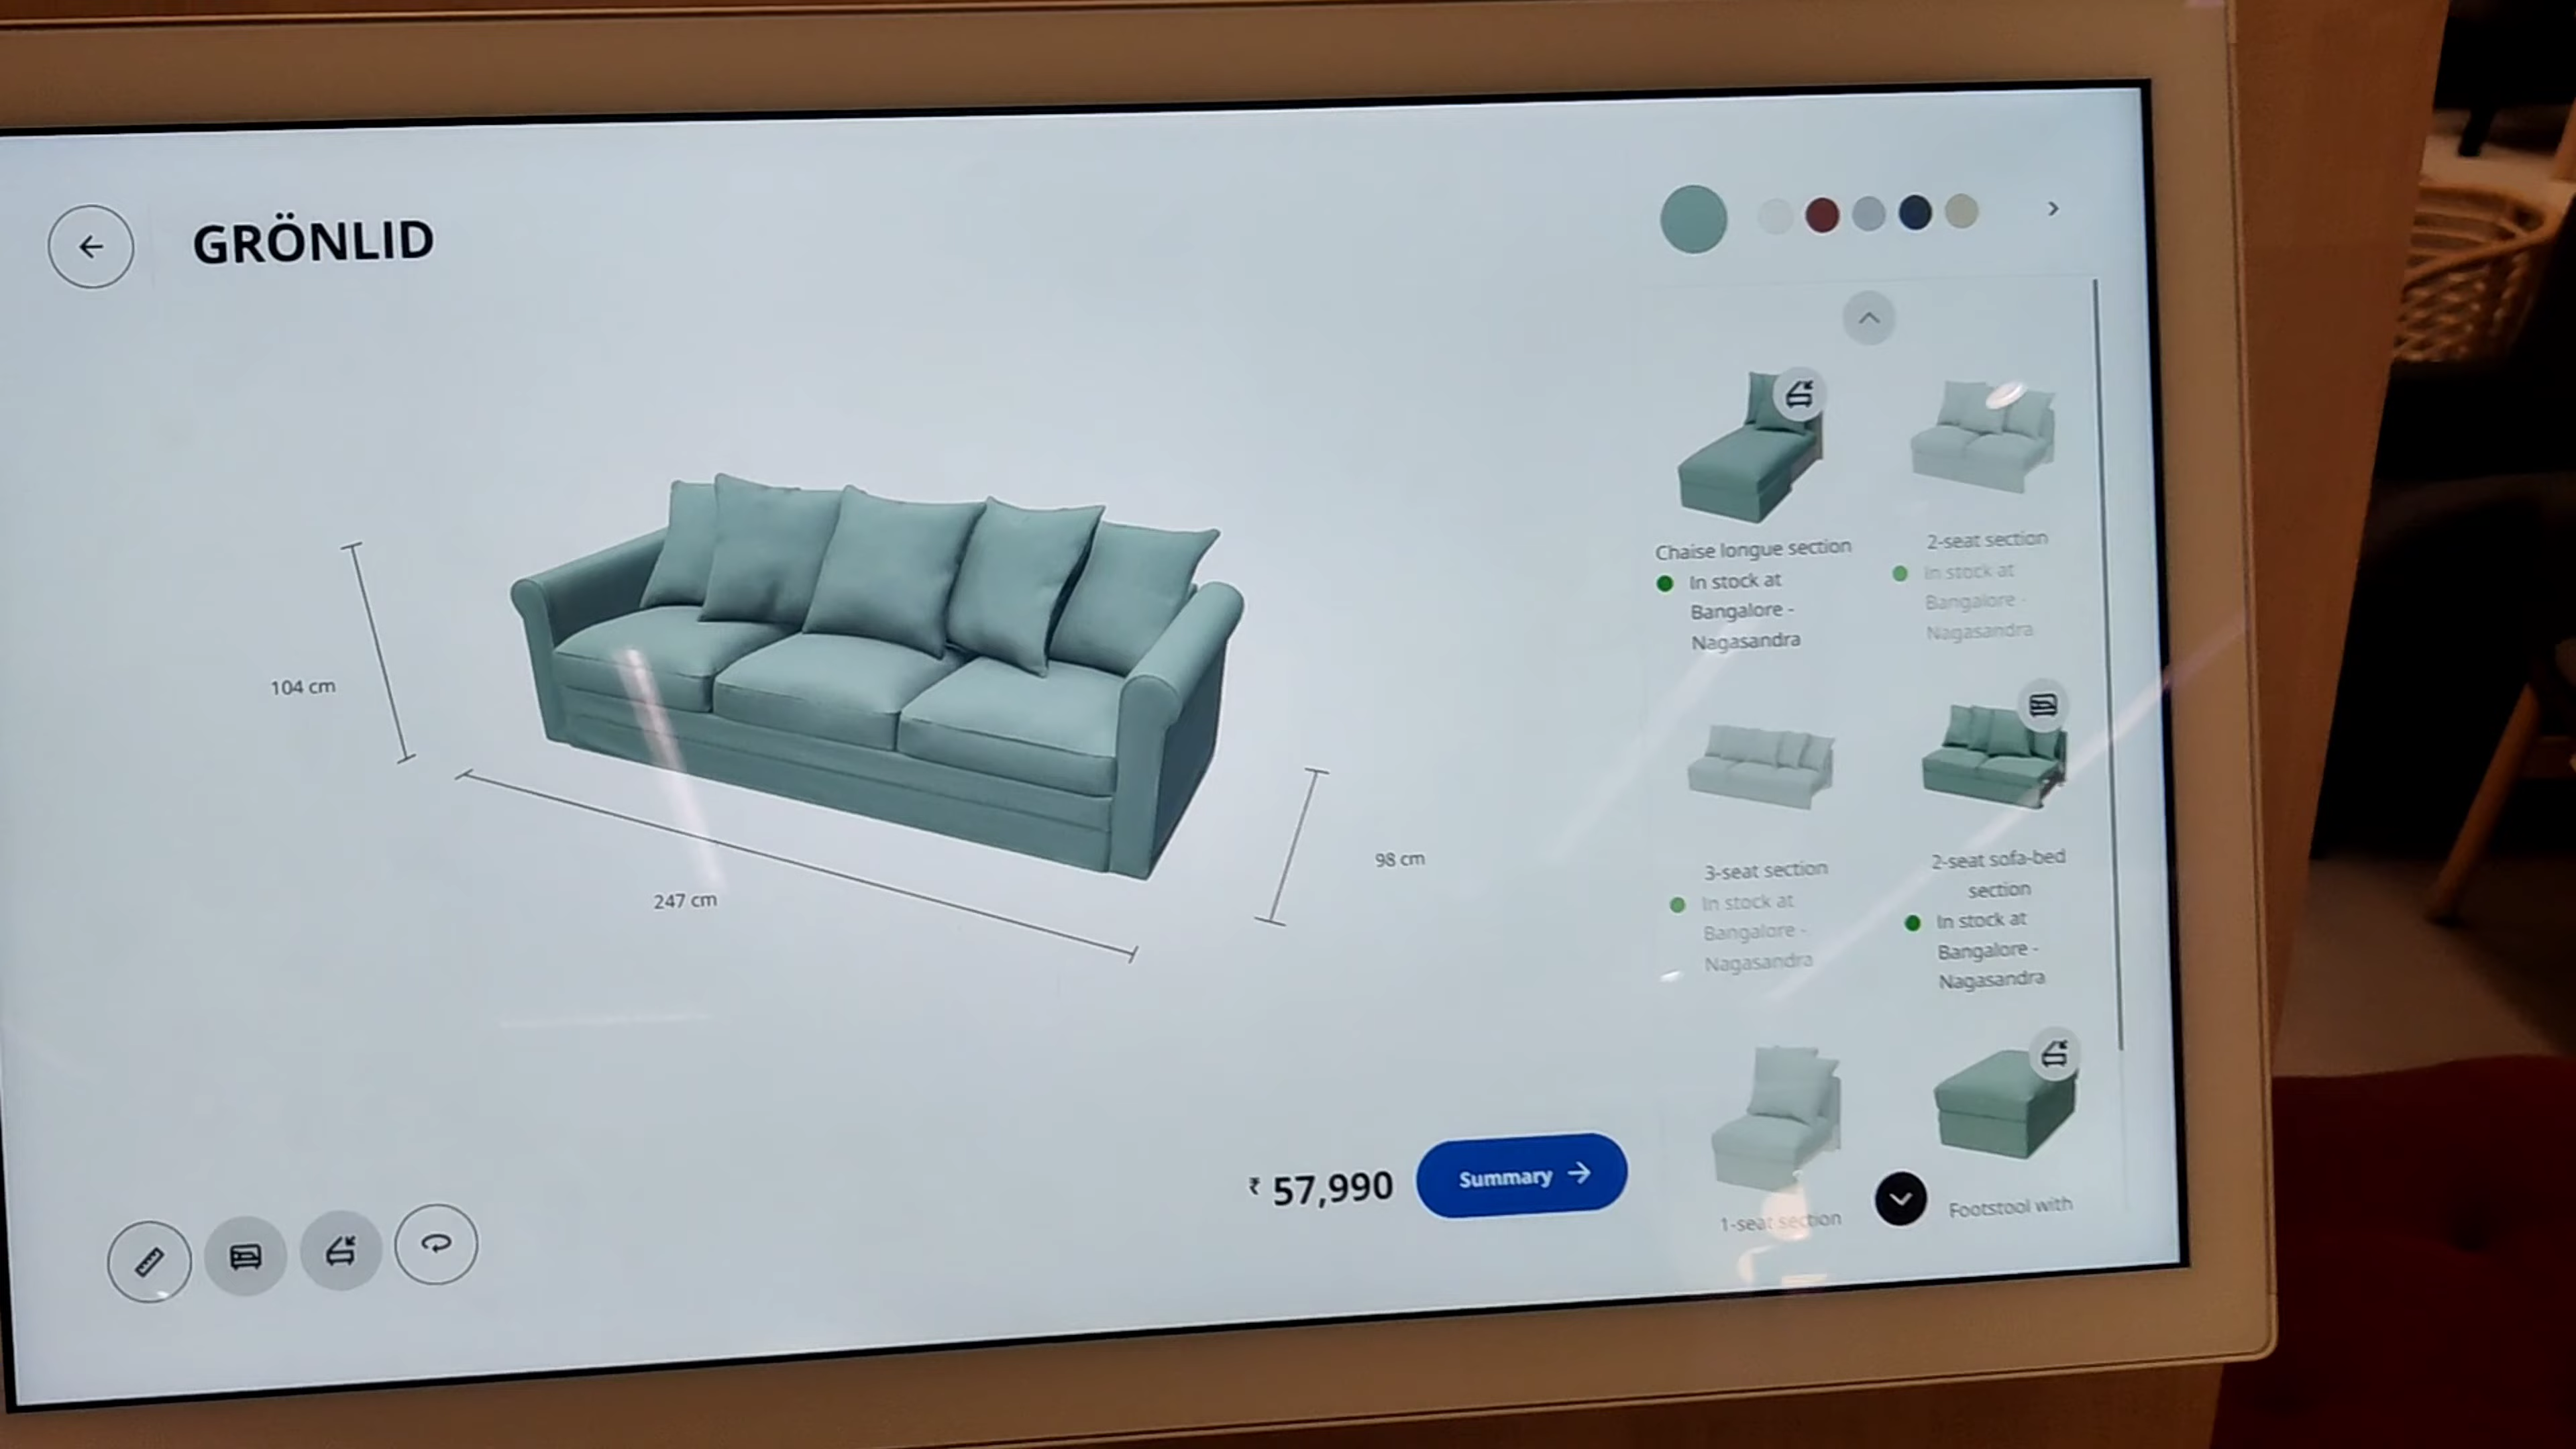 GRÖNLID
104 cm
247 cm
98 cm
₹ 57,990
Summary
Chaise longue section
In stock at
Bangalore -
Nagasandra
2-seat section
In stock at
Bangalore -
Nagasandra
3-seat section
In stock at
Bangalore -
Nagasandra
2-seat sofa-bed
section
In stock at
Bangalore -
Nagasandra
1-seat section
Footstool with